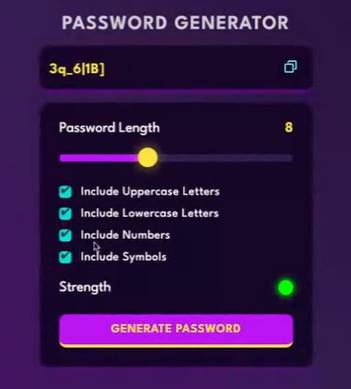 PASSWORD GENERATOR
3q_6|1B]
Password Length 8
Include Uppercase Letters
Include Lowercase Letters
Include Numbers
Include Symbols
Strength
GENERATE PASSWORD